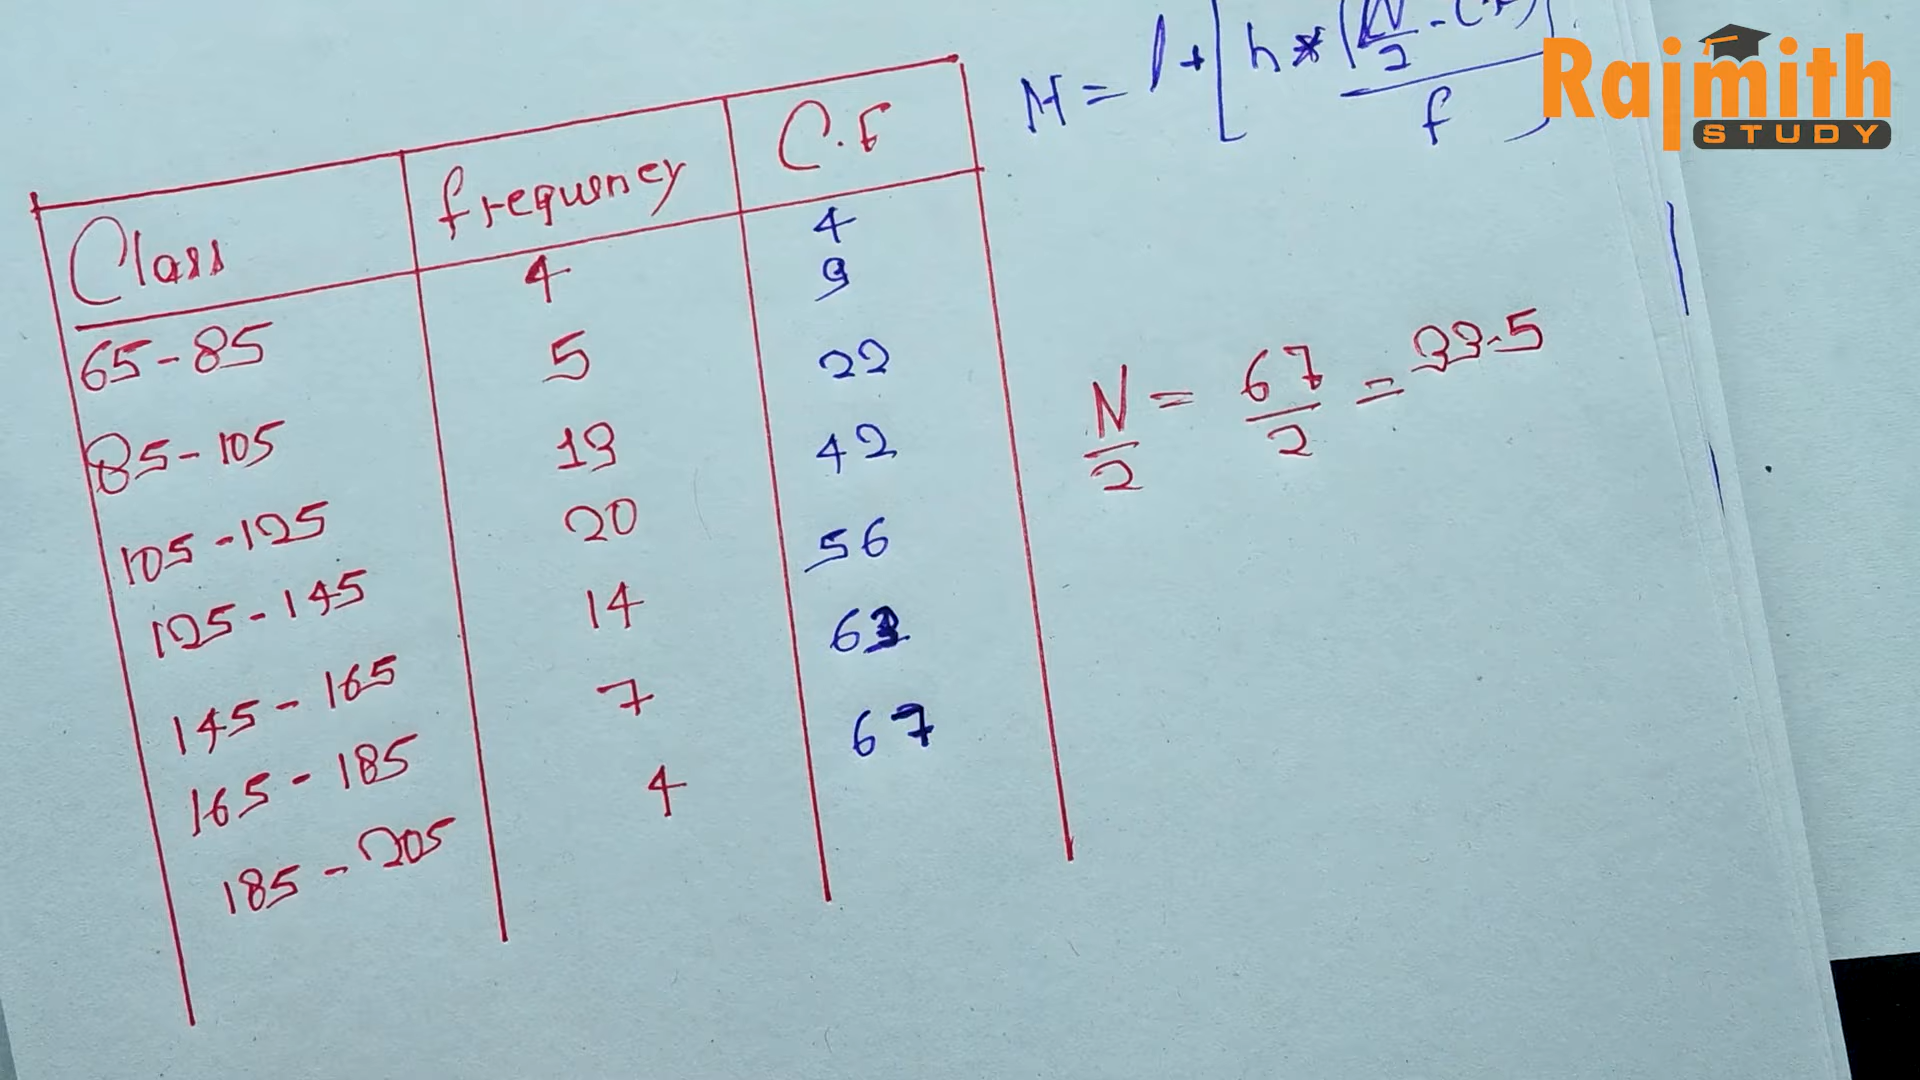 M = l + [h * (N/2 - C.F) / f]
Rajmith
STUDY
Class frequency C.F
65-85 4 4
85-105 5 9
105-125 13 22
125-145 20 42
145-165 14 56
165-185 7 63
185-205 4 67
N/2 = 67/2 = 33.5